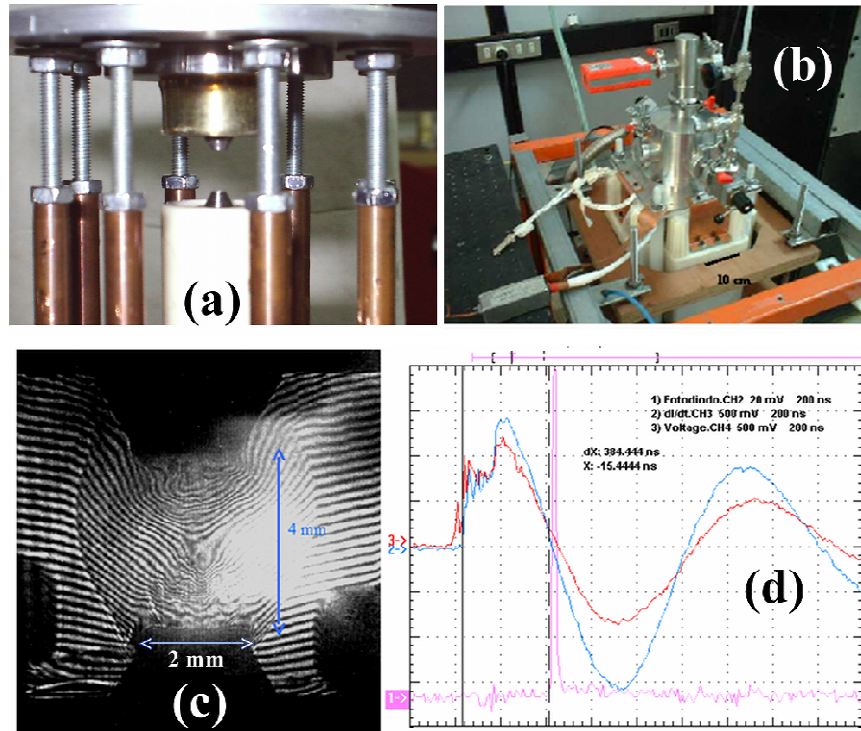 (a)
(b)
10 cm
4 mm
2 mm
(c)
1) Fotodiodo.CH2 20 mV 200 ns
2) dI/dt.CH3 500 mV 200 ns
3) Voltage.CH4 500 mV 200 ns
dX: 384.444 ns
X: -15.4444 ns
3->
2->
(d)
1->